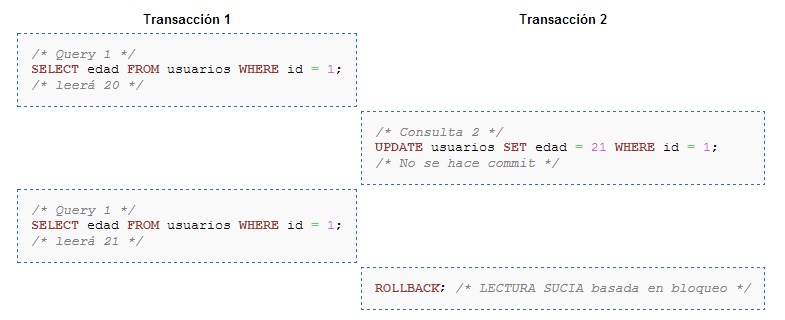 Transacción 1
Transacción 2
/* Query 1 */
SELECT edad FROM usuarios WHERE id = 1;
/* leerá 20 */
/* Consulta 2 */
UPDATE usuarios SET edad = 21 WHERE id = 1;
/* No se hace commit */
/* Query 1 */
SELECT edad FROM usuarios WHERE id = 1;
/* leerá 21 */
ROLLBACK; /* LECTURA SUCIA basada en bloqueo */